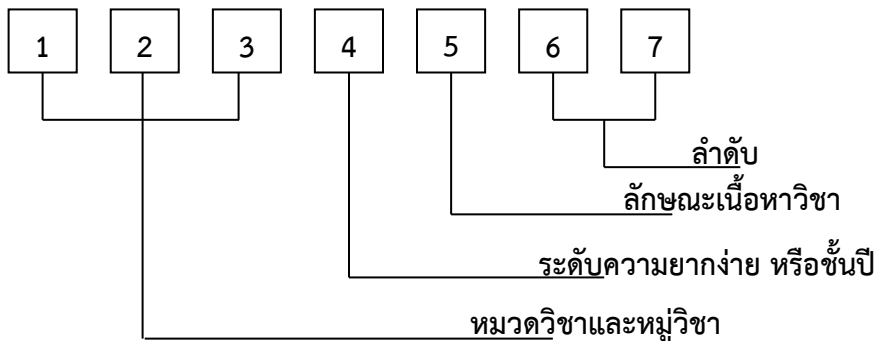 1 2 3 4 5 6 7
ลำดับ
ลักษณะเนื้อหาวิชา
ระดับความยากง่าย หรือชั้นปี
หมวดวิชาและหมู่วิชา